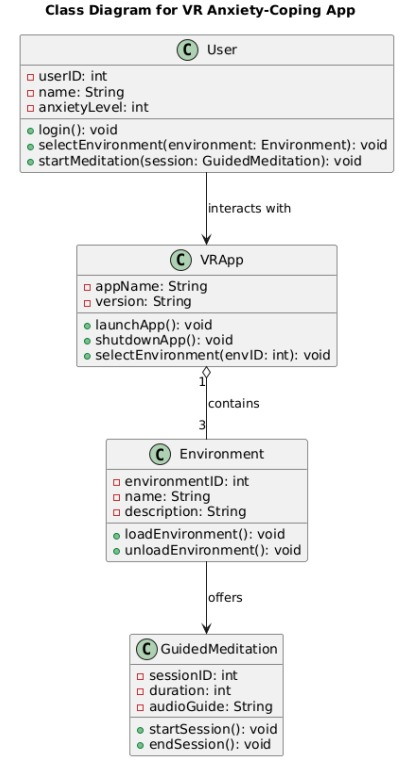 Class Diagram for VR Anxiety-Coping App
C User
userID: int
name: String
anxietyLevel: int
login(): void
selectEnvironment(environment: Environment): void
startMeditation(session: GuidedMeditation): void
interacts with
C VRApp
appName: String
version: String
launchApp(): void
shutdownApp(): void
selectEnvironment(envID: int): void
1
contains
3
C Environment
environmentID: int
name: String
description: String
loadEnvironment(): void
unloadEnvironment(): void
offers
C GuidedMeditation
sessionID: int
duration: int
audioGuide: String
startSession(): void
endSession(): void